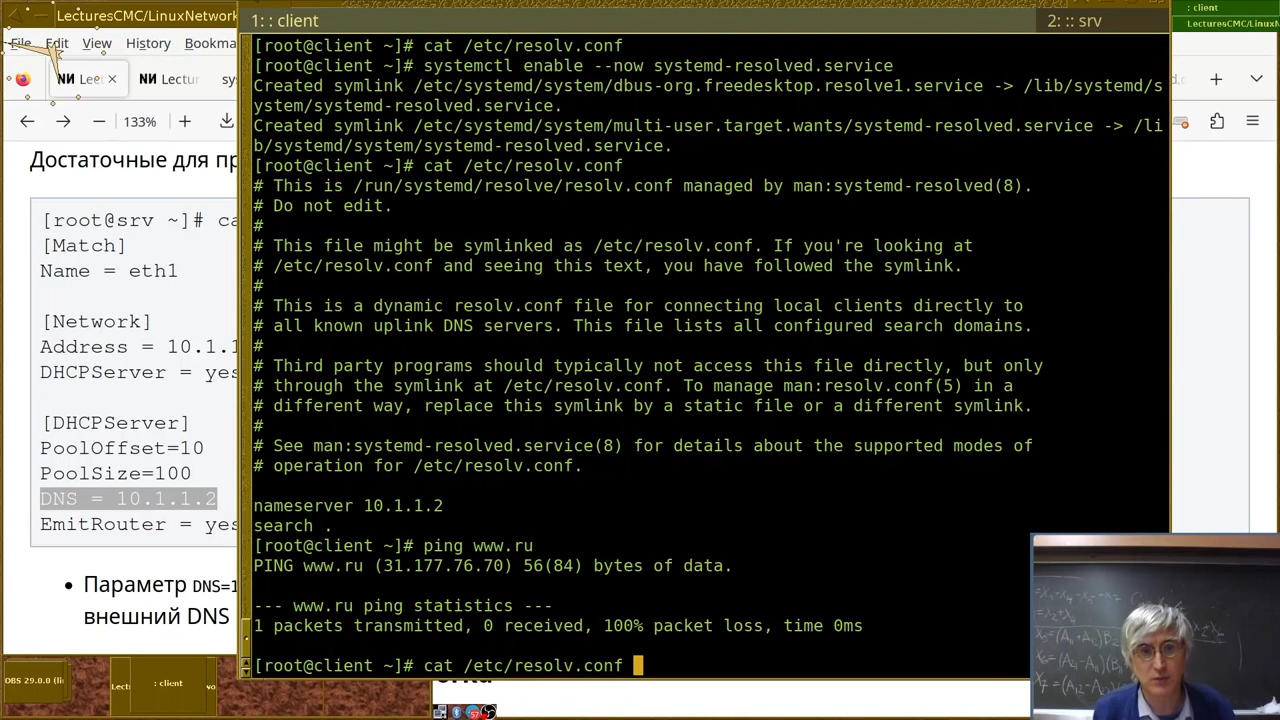 LecturesCMC/LinuxNetwork
File Edit View History Bookma
Lectur
133%
Достаточные для пр
[root@srv ~]# ca
[Match]
Name = eth1
[Network]
Address = 10.1.1
DHCPServer = yes
[DHCPServer]
PoolOffset=10
PoolSize=100
DNS = 10.1.1.2
EmitRouter = yes
Параметр DNS=1
внешний DNS
1: : client
2: :: srv
[root@client ~]# cat /etc/resolv.conf
[root@client ~]# systemctl enable --now systemd-resolved.service
Created symlink /etc/systemd/system/dbus-org.freedesktop.resolve1.service -> /lib/systemd/s
ystem/systemd-resolved.service.
Created symlink /etc/systemd/system/multi-user.target.wants/systemd-resolved.service -> /li
b/systemd/system/systemd-resolved.service.
[root@client ~]# cat /etc/resolv.conf
# This is /run/systemd/resolve/resolv.conf managed by man:systemd-resolved(8).
# Do not edit.
#
# This file might be symlinked as /etc/resolv.conf. If you're looking at
# /etc/resolv.conf and seeing this text, you have followed the symlink.
#
# This is a dynamic resolv.conf file for connecting local clients directly to
# all known uplink DNS servers. This file lists all configured search domains.
#
# Third party programs should typically not access this file directly, but only
# through the symlink at /etc/resolv.conf. To manage man:resolv.conf(5) in a
# different way, replace this symlink by a static file or a different symlink.
#
# See man:systemd-resolved.service(8) for details about the supported modes of
# operation for /etc/resolv.conf.
nameserver 10.1.1.2
search .
[root@client ~]# ping www.ru
PING www.ru (31.177.76.70) 56(84) bytes of data.
--- www.ru ping statistics ---
1 packets transmitted, 0 received, 100% packet loss, time 0ms
[root@client ~]# cat /etc/resolv.conf
: client
LecturesCMC/LinuxN
OBS 29.0.0 (li
Lect
: client
wo